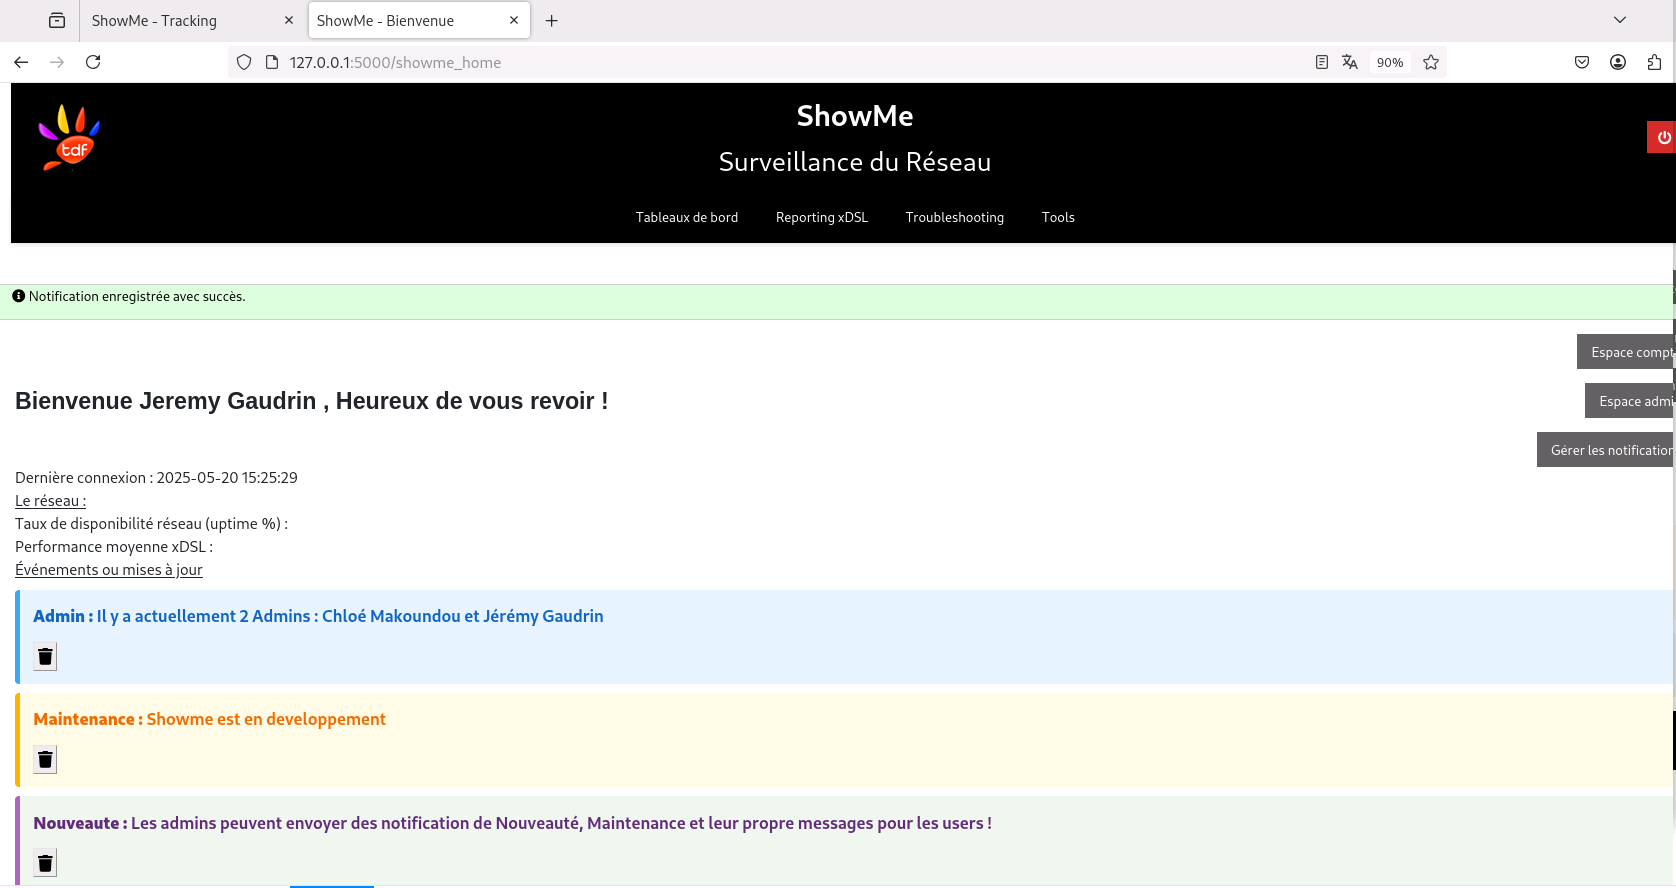 ShowMe - Tracking
ShowMe - Bienvenue
127.0.0.1:5000/showme_home
90%
tdf
ShowMe
Surveillance du Réseau
Tableaux de bord Reporting xDSL Troubleshooting Tools
Notification enregistrée avec succès.
Espace compt
Bienvenue Jeremy Gaudrin , Heureux de vous revoir !
Espace admi
Gérer les notification
Dernière connexion : 2025-05-20 15:25:29
Le réseau :
Taux de disponibilité réseau (uptime %) :
Performance moyenne xDSL :
Événements ou mises à jour
Admin : Il y a actuellement 2 Admins : Chloé Makoundou et Jérémy Gaudrin
Maintenance : Showme est en developpement
Nouveaute : Les admins peuvent envoyer des notification de Nouveauté, Maintenance et leur propre messages pour les users !